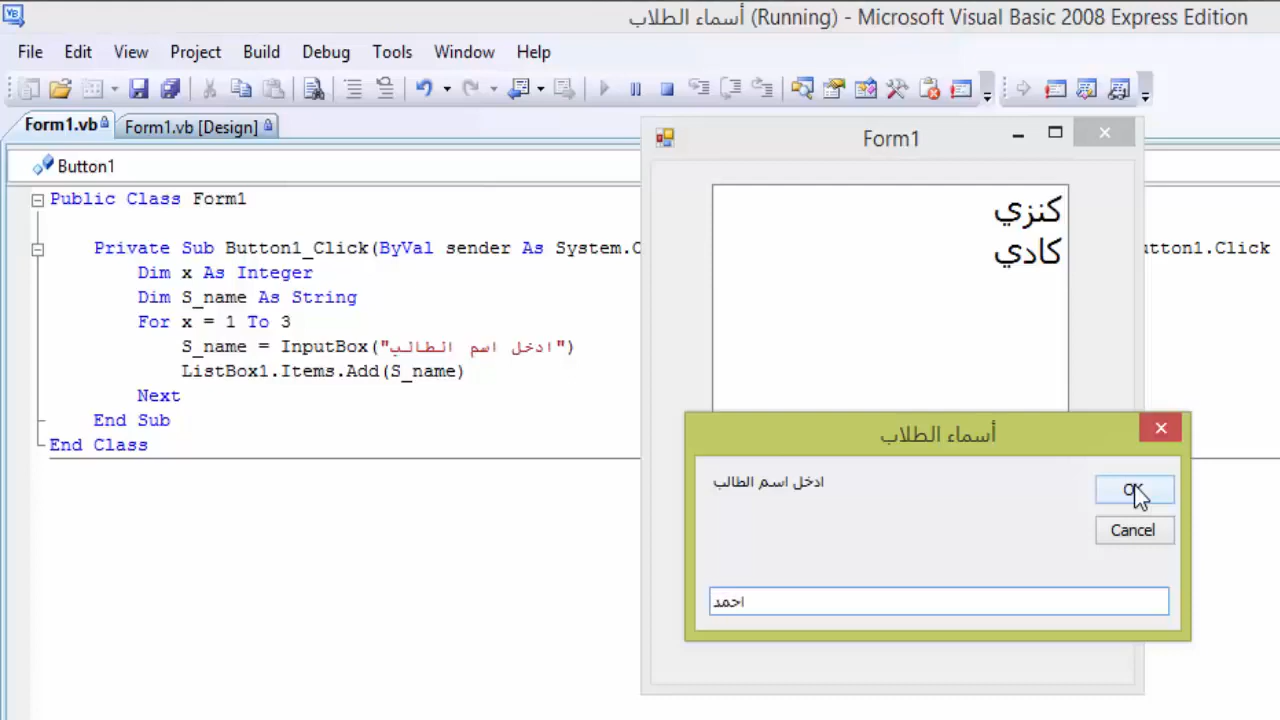 أسماء الطلاب (Running) - Microsoft Visual Basic 2008 Express Edition
File Edit View Project Build Debug Tools Window Help
Form1.vb Form1.vb [Design]
Button1
Public Class Form1
Private Sub Button1_Click(ByVal sender As System.
utton1.Click
Dim x As Integer
Dim S_name As String
For x = 1 To 3
S_name = InputBox("ادخل اسم الطالب")
ListBox1.Items.Add(S_name)
Next
End Sub
End Class
Form1
كنزي
كادي
أسماء الطلاب
ادخل اسم الطالب
OK
Cancel
احمد